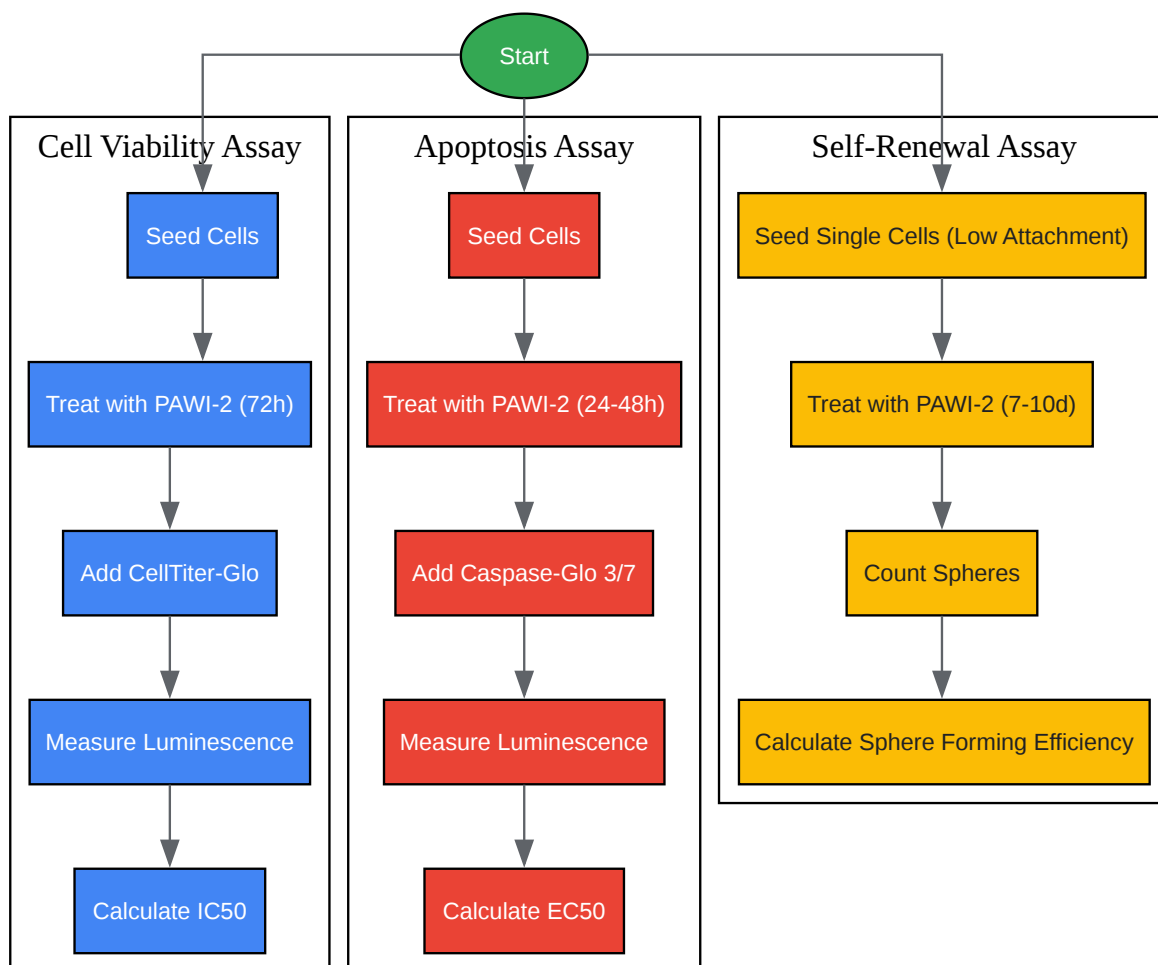 Start
Cell Viability Assay
Seed Cells
Treat with PAWI-2 (72h)
Add CellTiter-Glo
Measure Luminescence
Calculate IC50
Apoptosis Assay
Seed Cells
Treat with PAWI-2 (24-48h)
Add Caspase-Glo 3/7
Measure Luminescence
Calculate EC50
Self-Renewal Assay
Seed Single Cells (Low Attachment)
Treat with PAWI-2 (7-10d)
Count Spheres
Calculate Sphere Forming Efficiency